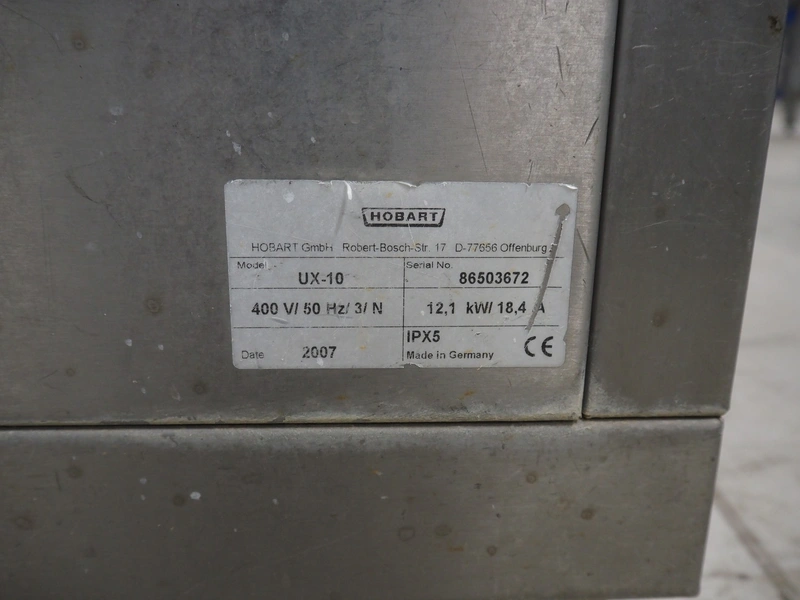 HOBART
HOBART GmbH Robert-Bosch-Str. 17 D-77656 Offenburg
Model UX-10 Serial No. 86503672
400 V/ 50 Hz/ 3/ N 12,1 kW/ 18,4 A
IPX5
Date 2007 Made in Germany CE